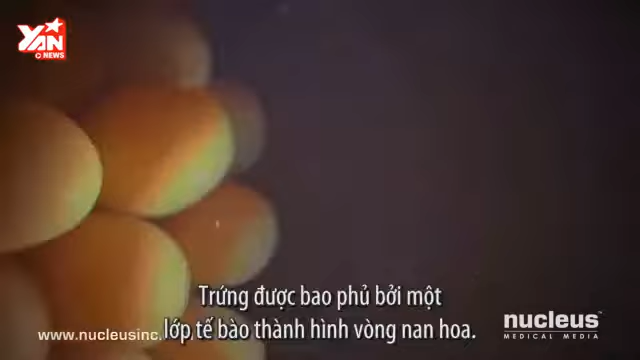 YAN
NEWS
Trứng được bao phủ bởi một
lớp tế bào thành hình vòng nan hoa.
www.nucleusinc.
nucleus™
MEDICAL MEDIA